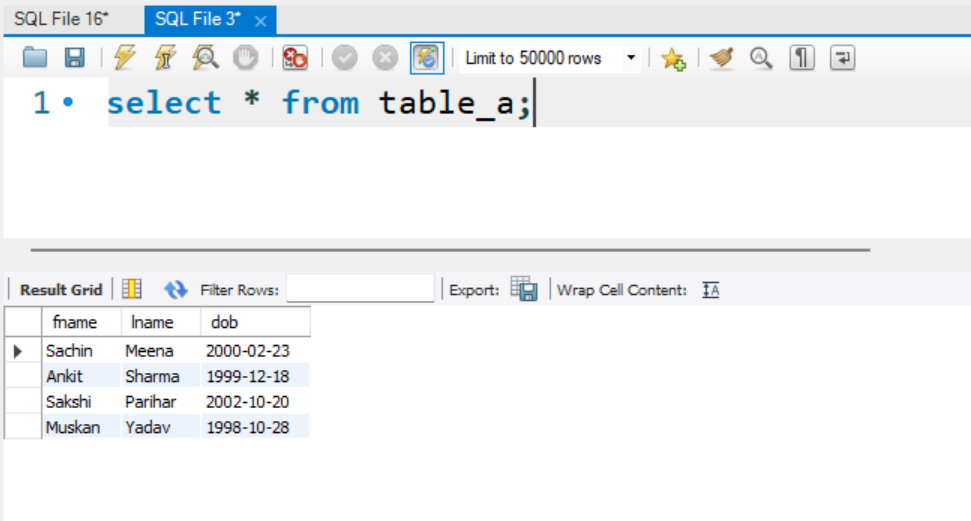 SQL File 16* SQL File 3*
Limit to 50000 rows
1 select * from table_a;
Result Grid Filter Rows: Export: Wrap Cell Content: IA
fname lname dob
Sachin Meena 2000-02-23
Ankit Sharma 1999-12-18
Sakshi Parihar 2002-10-20
Muskan Yadav 1998-10-28